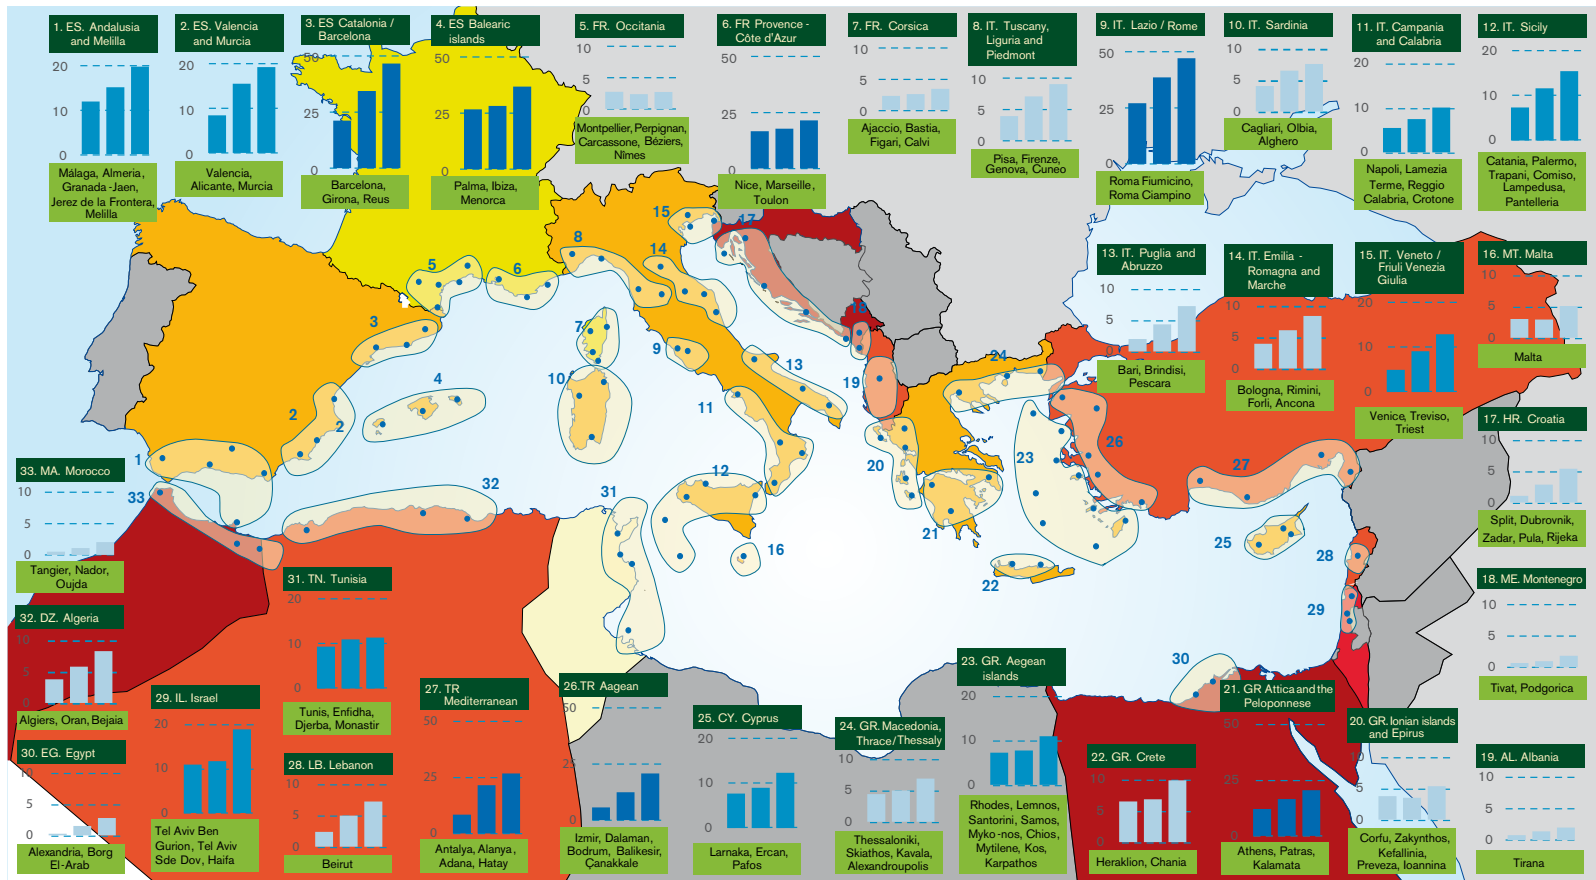 1. ES. Andalusia
and Melilla
20
10
0
Málaga, Almeria,
Granada -Jaen,
Jerez de la Frontera,
Melilla
2. ES. Valencia
and Murcia
20
10
0
Valencia,
Alicante, Murcia
3. ES Catalonia /
Barcelona
50
25
0
Barcelona,
Girona, Reus
4. ES Balearic
islands
50
25
0
Palma, Ibiza,
Menorca
5. FR. Occitania
10
5
0
Montpellier, Perpignan,
Carcassone, Béziers,
Nîmes
6. FR Provence -
Côte d'Azur
50
25
0
Nice, Marseille,
Toulon
7. FR. Corsica
10
5
0
Ajaccio, Bastia,
Figari, Calvi
8. IT. Tuscany,
Liguria and
Piedmont
10
5
0
Pisa, Firenze,
Genova, Cuneo
9. IT. Lazio / Rome
50
25
0
Roma Fiumicino,
Roma Ciampino
10. IT. Sardinia
10
5
0
Cagliari, Olbia,
Alghero
11. IT. Campania
and Calabria
20
10
0
Napoli, Lamezia
Terme, Reggio
Calabria, Crotone
12. IT. Sicily
20
10
0
Catania, Palermo,
Trapani, Comiso,
Lampedusa,
Pantelleria
13. IT. Puglia and
Abruzzo
10
5
0
Bari, Brindisi,
Pescara
14. IT. Emilia -
Romagna and
Marche
10
5
0
Bologna, Rimini,
Forli, Ancona
15. IT. Veneto /
Friuli Venezia
Giulia
20
10
0
Venice, Treviso,
Triest
16. MT. Malta
10
5
0
Malta
17. HR. Croatia
10
5
0
Split, Dubrovnik,
Zadar, Pula, Rijeka
18. ME. Montenegro
10
5
0
Tivat, Podgorica
19. AL. Albania
10
5
0
Tirana
20. GR. Ionian islands
and Epirus
10
5
0
Corfu, Zakynthos,
Kefallinia,
Preveza, Ioannina
21. GR Attica and the
Peloponnese
50
25
0
Athens, Patras,
Kalamata
22. GR. Crete
10
5
0
Heraklion, Chania
23. GR. Aegean
islands
20
10
0
Rhodes, Lemnos,
Santorini, Samos,
Myko -nos, Chios,
Mytilene, Kos,
Karpathos
24. GR. Macedonia,
Thrace/Thessaly
10
5
0
Thessaloniki,
Skiathos, Kavala,
Alexandroupolis
25. CY. Cyprus
20
10
0
Larnaka, Ercan,
Pafos
26.TR Aagean
50
25
0
Izmir, Dalaman,
Bodrum, Balikesir,
Çanakkale
27. TR
Mediterranean
50
25
0
Antalya, Alanya,
Adana, Hatay
28. LB. Lebanon
10
5
0
Beirut
29. IL. Israel
20
10
0
Tel Aviv Ben
Gurion, Tel Aviv
Sde Dov, Haifa
30. EG. Egypt
10
5
0
Alexandria, Borg
El-Arab
31. TN. Tunisia
20
10
0
Tunis, Enfidha,
Djerba, Monastir
32. DZ. Algeria
10
5
0
Algiers, Oran, Bejaia
33. MA. Morocco
10
5
0
Tangier, Nador,
Oujda
1
2
2
3
4
5
6
7
8
9
10
11
12
13
14
15
16
17
18
19
20
21
22
23
24
25
26
27
28
29
30
31
32
33